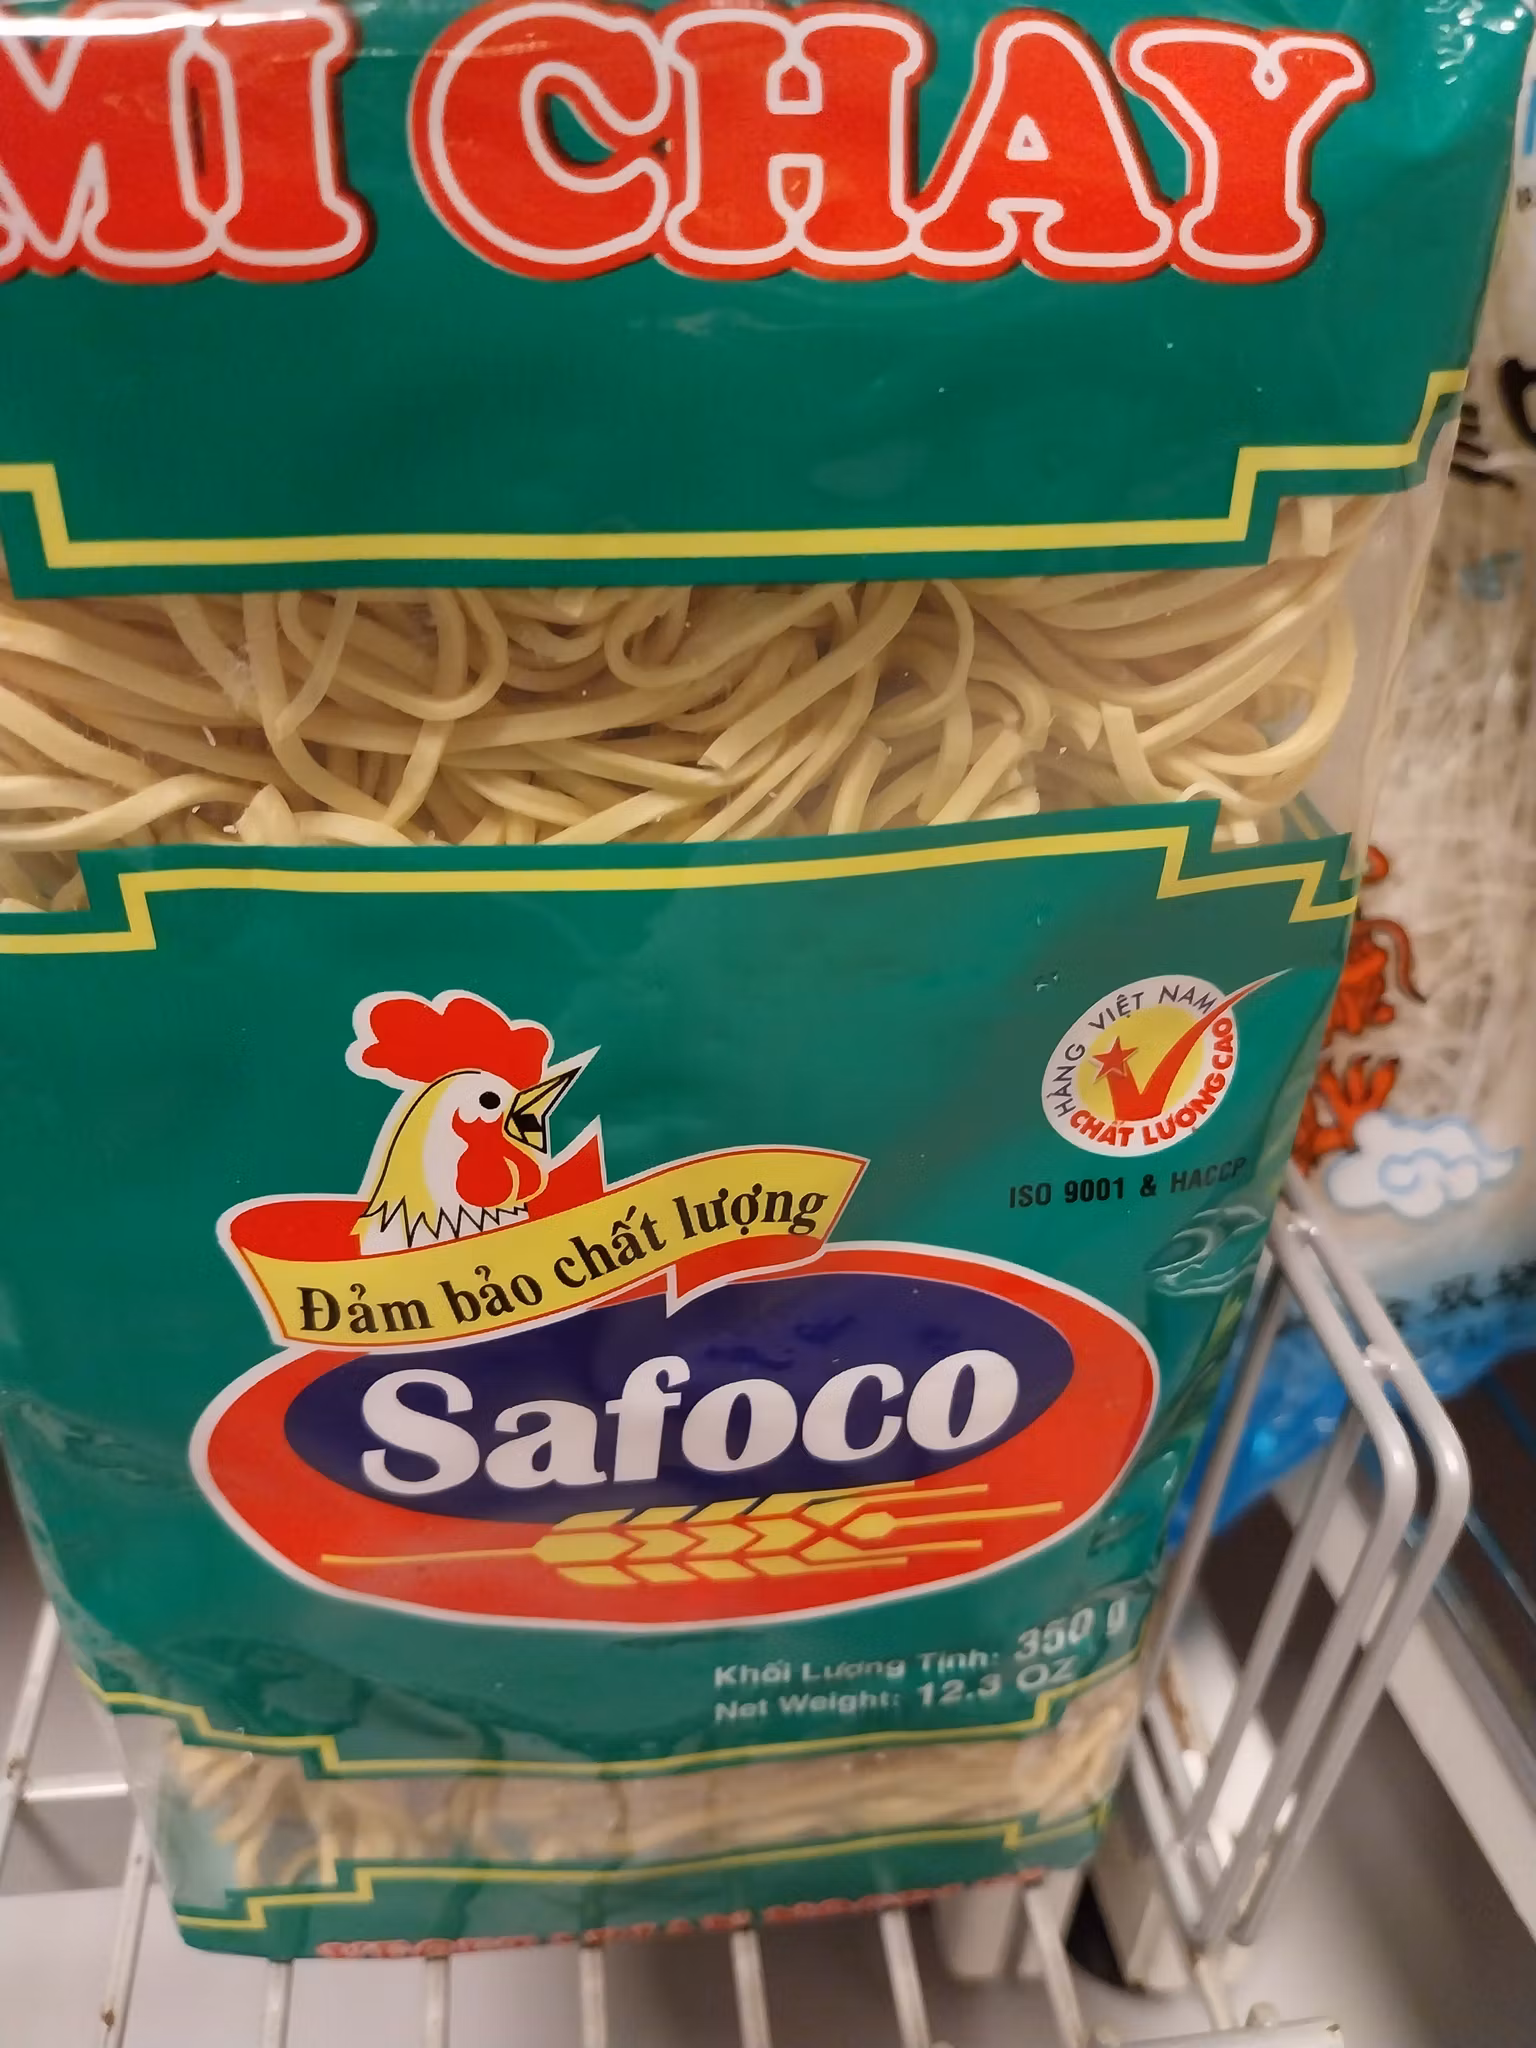 MÌ CHAY
HÀNG VIỆT NAM
CHẤT LƯỢNG CAO
ISO 9001 & HACCP
Đảm bảo chất lượng
Safoco
Khối Lượng Tịnh: 350 g
Net Weight: 12.3 OZ